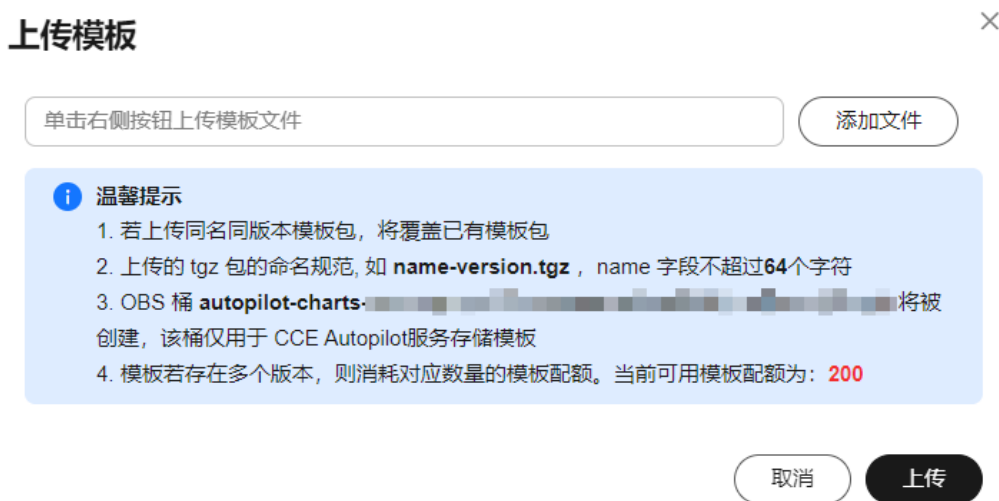 上传模板
单击右侧按钮上传模板文件
添加文件
温馨提示
1. 若上传同名同版本模板包，将覆盖已有模板包
2. 上传的 tgz 包的命名规范, 如 name-version.tgz ，name 字段不超过64个字符
3. OBS 桶 autopilot-charts- 将被
创建，该桶仅用于 CCE Autopilot服务存储模板
4. 模板若存在多个版本，则消耗对应数量的模板配额。当前可用模板配额为：200
取消
上传